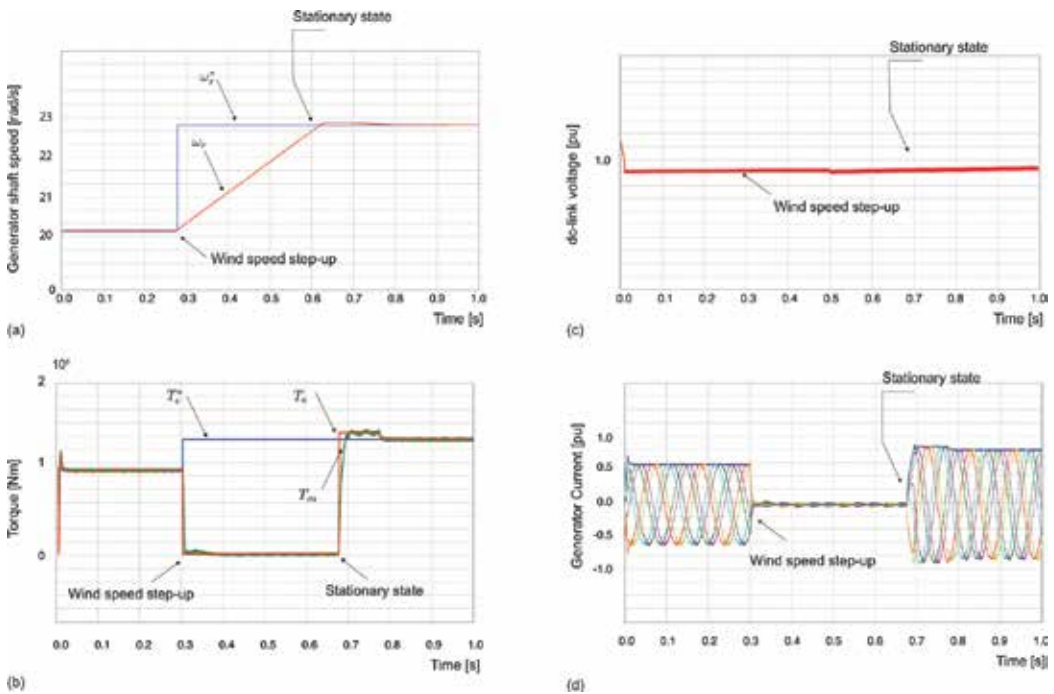 Stationary state
Generator shaft speed [rad/s]
23
22
21
20
0
ω*r
ωr
Wind speed step-up
0.0 0.1 0.2 0.3 0.4 0.5 0.6 0.7 0.8 0.9 1.0
Time [s]
(a)
Stationary state
dc-link voltage [pu]
1.0
Wind speed step-up
0.0 0.1 0.2 0.3 0.4 0.5 0.6 0.7 0.8 0.9 1.0
Time [s]
(c)
Torque [Nm]
2
1
0
Wind speed step-up
Stationary state
0.0 0.1 0.2 0.3 0.4 0.5 0.6 0.7 0.8 0.9 1.0
Time [s]
(b)
Stationary state
Generator Current [pu]
1.0
0.5
0.0
-0.5
-1.0
Wind speed step-up
0.0 0.1 0.2 0.3 0.4 0.5 0.6 0.7 0.8 0.9 1.0
Time [s]
(d)